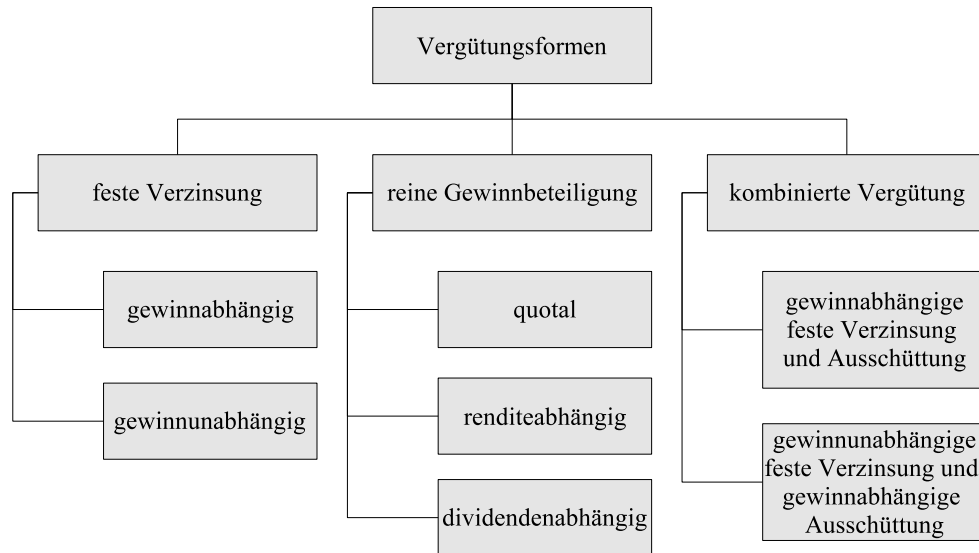 Vergütungsformen
feste Verzinsung
gewinnabhängig
gewinnunabhängig
reine Gewinnbeteiligung
quotal
renditeabhängig
dividendenabhängig
kombinierte Vergütung
gewinnabhängige
feste Verzinsung
und Ausschüttung
gewinnunabhängige
feste Verzinsung und
gewinnabhängige
Ausschüttung